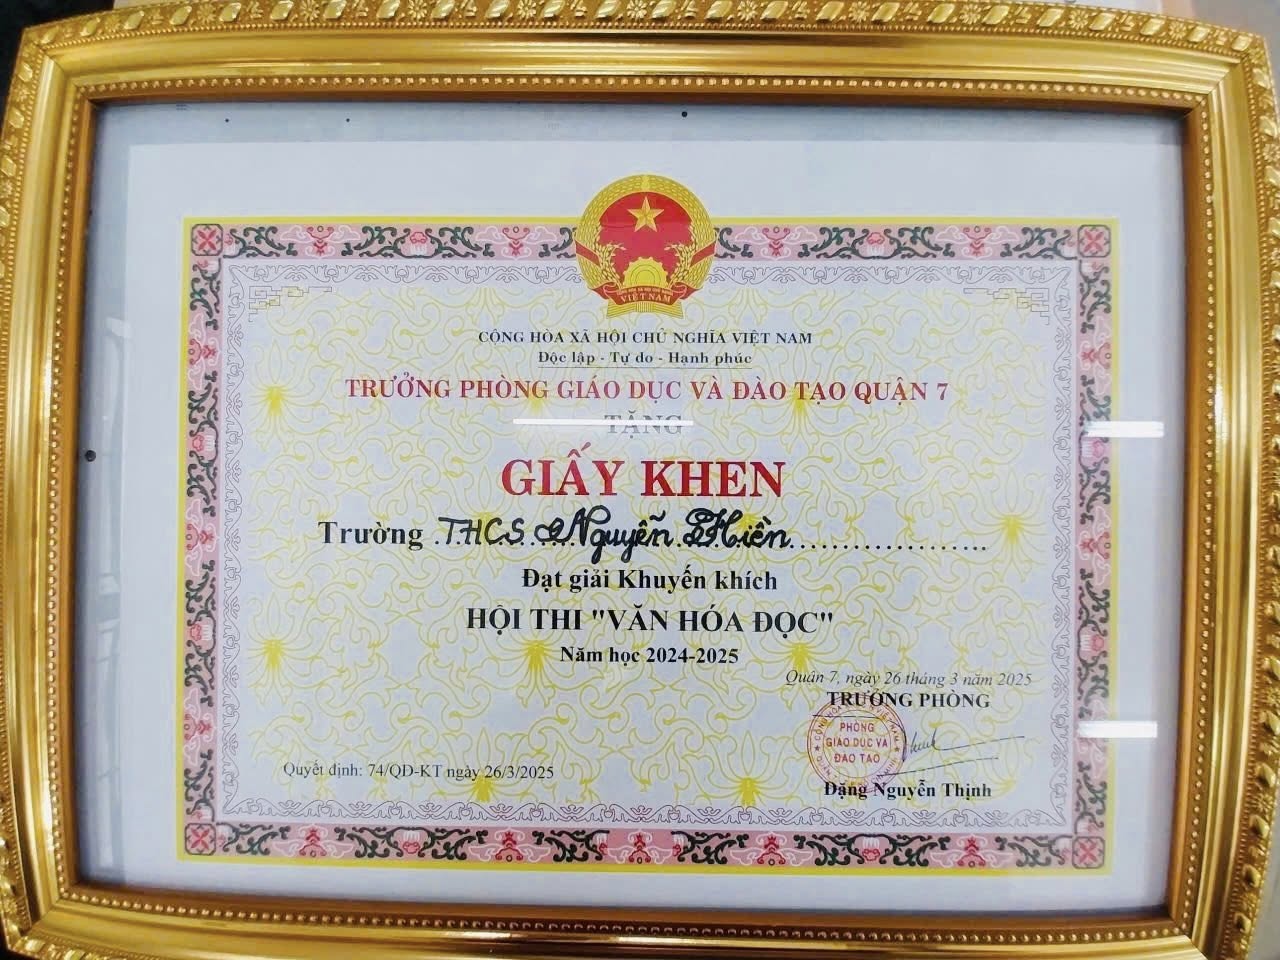 VIỆT NAM
CỘNG HÒA XÃ HỘI CHỦ NGHĨA VIỆT NAM
Độc lập - Tự do - Hạnh phúc
TRƯỞNG PHÒNG GIÁO DỤC VÀ ĐÀO TẠO QUẬN 7
TẶNG
GIẤY KHEN
Trường THCS Nguyễn Hiền
Đạt giải Khuyến khích
HỘI THI "VĂN HÓA ĐỌC"
Năm học 2024-2025
Quận 7, ngày 26 tháng 3 năm 2025
TRƯỞNG PHÒNG
PHÒNG
GIÁO DỤC VÀ
ĐÀO TẠO
Quyết định: 74/QĐ-KT ngày 26/3/2025
Đặng Nguyễn Thịnh